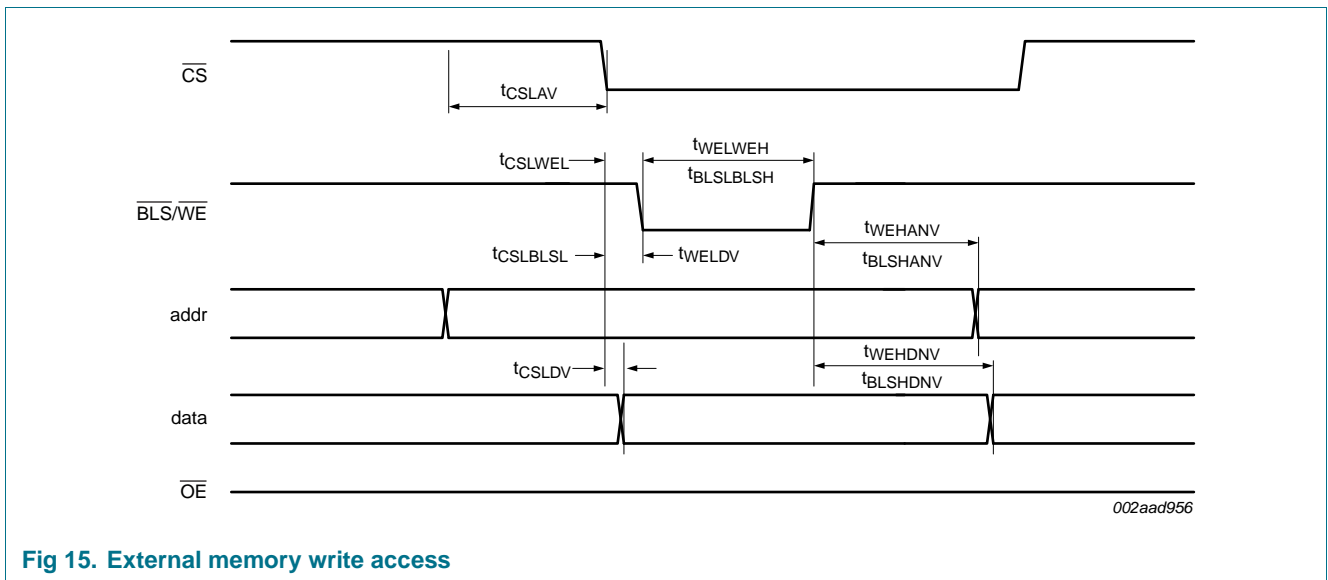 CS
tCSLAV
tCSLWEL
tWELWEH
tBLSLBLSH
BLS/WE
tCSLBLSL
tWELDV
tWEHANV
tBLSHANV
addr
tCSLDV
tWEHDNV
tBLSHDNV
data
OE
002aad956
Fig 15. External memory write access